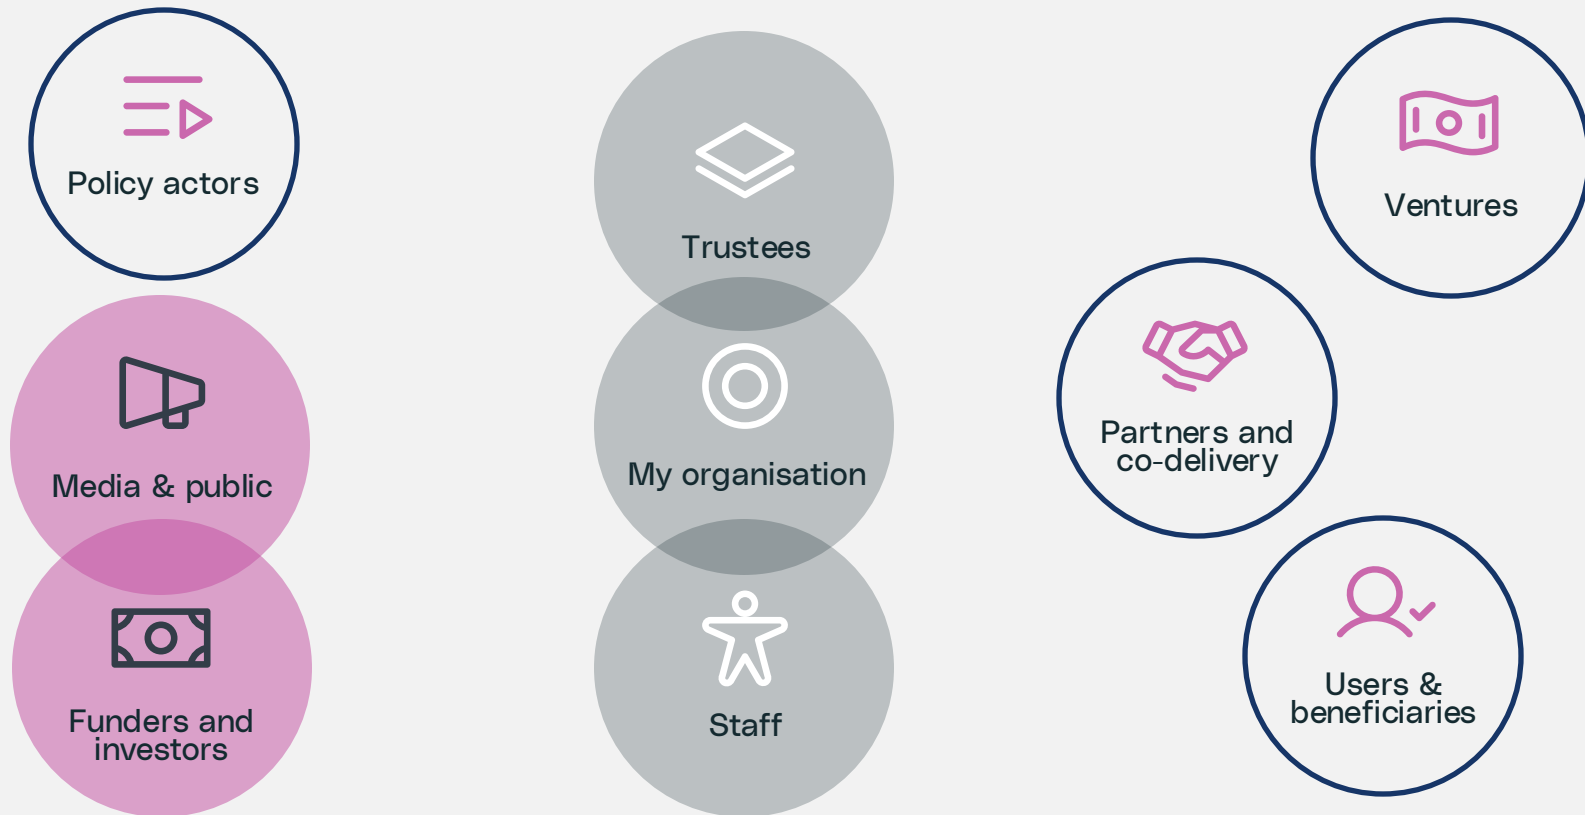 Policy actors
Media & public
Funders and
investors
Trustees
My organisation
Staff
Ventures
Partners and
co-delivery
Users &
beneficiaries